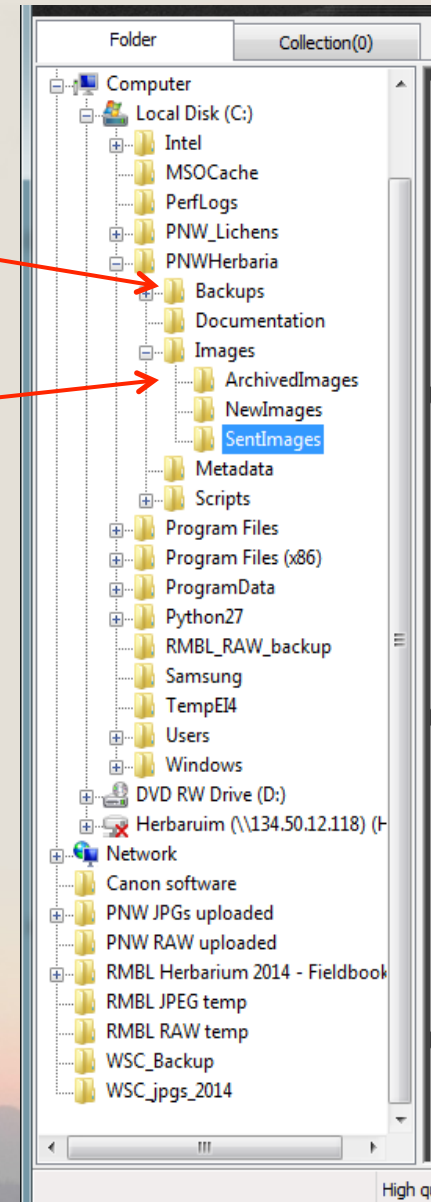 Folder
Collection(0)
Computer
Local Disk (C:)
Intel
MSOCache
PerfLogs
PNW_Lichens
PNWHerbaria
Backups
Documentation
Images
ArchivedImages
NewImages
SentImages
Metadata
Scripts
Program Files
Program Files (x86)
ProgramData
Python27
RMBL_RAW_backup
Samsung
TempEI4
Users
Windows
DVD RW Drive (D:)
Herbaruim (\\134.50.12.118) (H
Network
Canon software
PNW JPGs uploaded
PNW RAW uploaded
RMBL Herbarium 2014 - Fieldbook
RMBL JPEG temp
RMBL RAW temp
WSC_Backup
WSC_jpgs_2014
High q